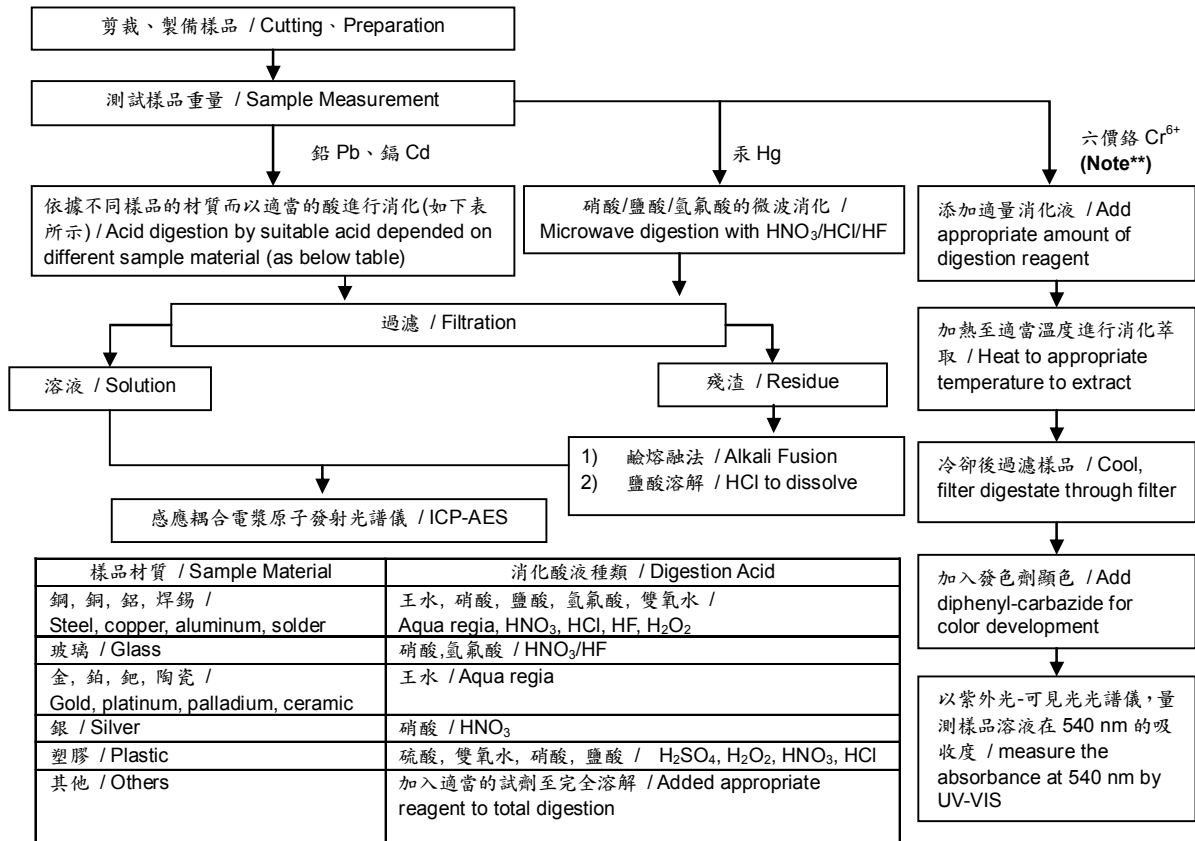 剪裁、製備樣品 / Cutting、Preparation
測試樣品重量 / Sample Measurement
鉛 Pb、鎘 Cd
汞 Hg
六價鉻 Cr⁶⁺
(Note**)
依據不同樣品的材質而以適當的酸進行消化(如下表
所示) / Acid digestion by suitable acid depended on
different sample material (as below table)
硝酸/鹽酸/氫氟酸的微波消化 /
Microwave digestion with HNO₃/HCl/HF
添加適量消化液 / Add
appropriate amount of
digestion reagent
過濾 / Filtration
加熱至適當溫度進行消化萃
取 / Heat to appropriate
temperature to extract
溶液 / Solution
殘渣 / Residue
1) 鹼熔融法 / Alkali Fusion
2) 鹽酸溶解 / HCl to dissolve
冷卻後過濾樣品 / Cool,
filter digestate through filter
感應耦合電漿原子發射光譜儀 / ICP-AES
加入發色劑顯色 / Add
diphenyl-carbazide for
color development
以紫外光-可見光光譜儀，量
測樣品溶液在 540 nm 的吸
收度 / measure the
absorbance at 540 nm by
UV-VIS
樣品材質 / Sample Material
消化酸液種類 / Digestion Acid
鋼, 銅, 鋁, 焊錫 /
Steel, copper, aluminum, solder
王水, 硝酸, 鹽酸, 氫氟酸, 雙氧水 /
Aqua regia, HNO₃, HCl, HF, H₂O₂
玻璃 / Glass
硝酸,氫氟酸 / HNO₃/HF
金, 鉑, 鈀, 陶瓷 /
Gold, platinum, palladium, ceramic
王水 / Aqua regia
銀 / Silver
硝酸 / HNO₃
塑膠 / Plastic
硫酸, 雙氧水, 硝酸, 鹽酸 / H₂SO₄, H₂O₂, HNO₃, HCl
其他 / Others
加入適當的試劑至完全溶解 / Added appropriate
reagent to total digestion